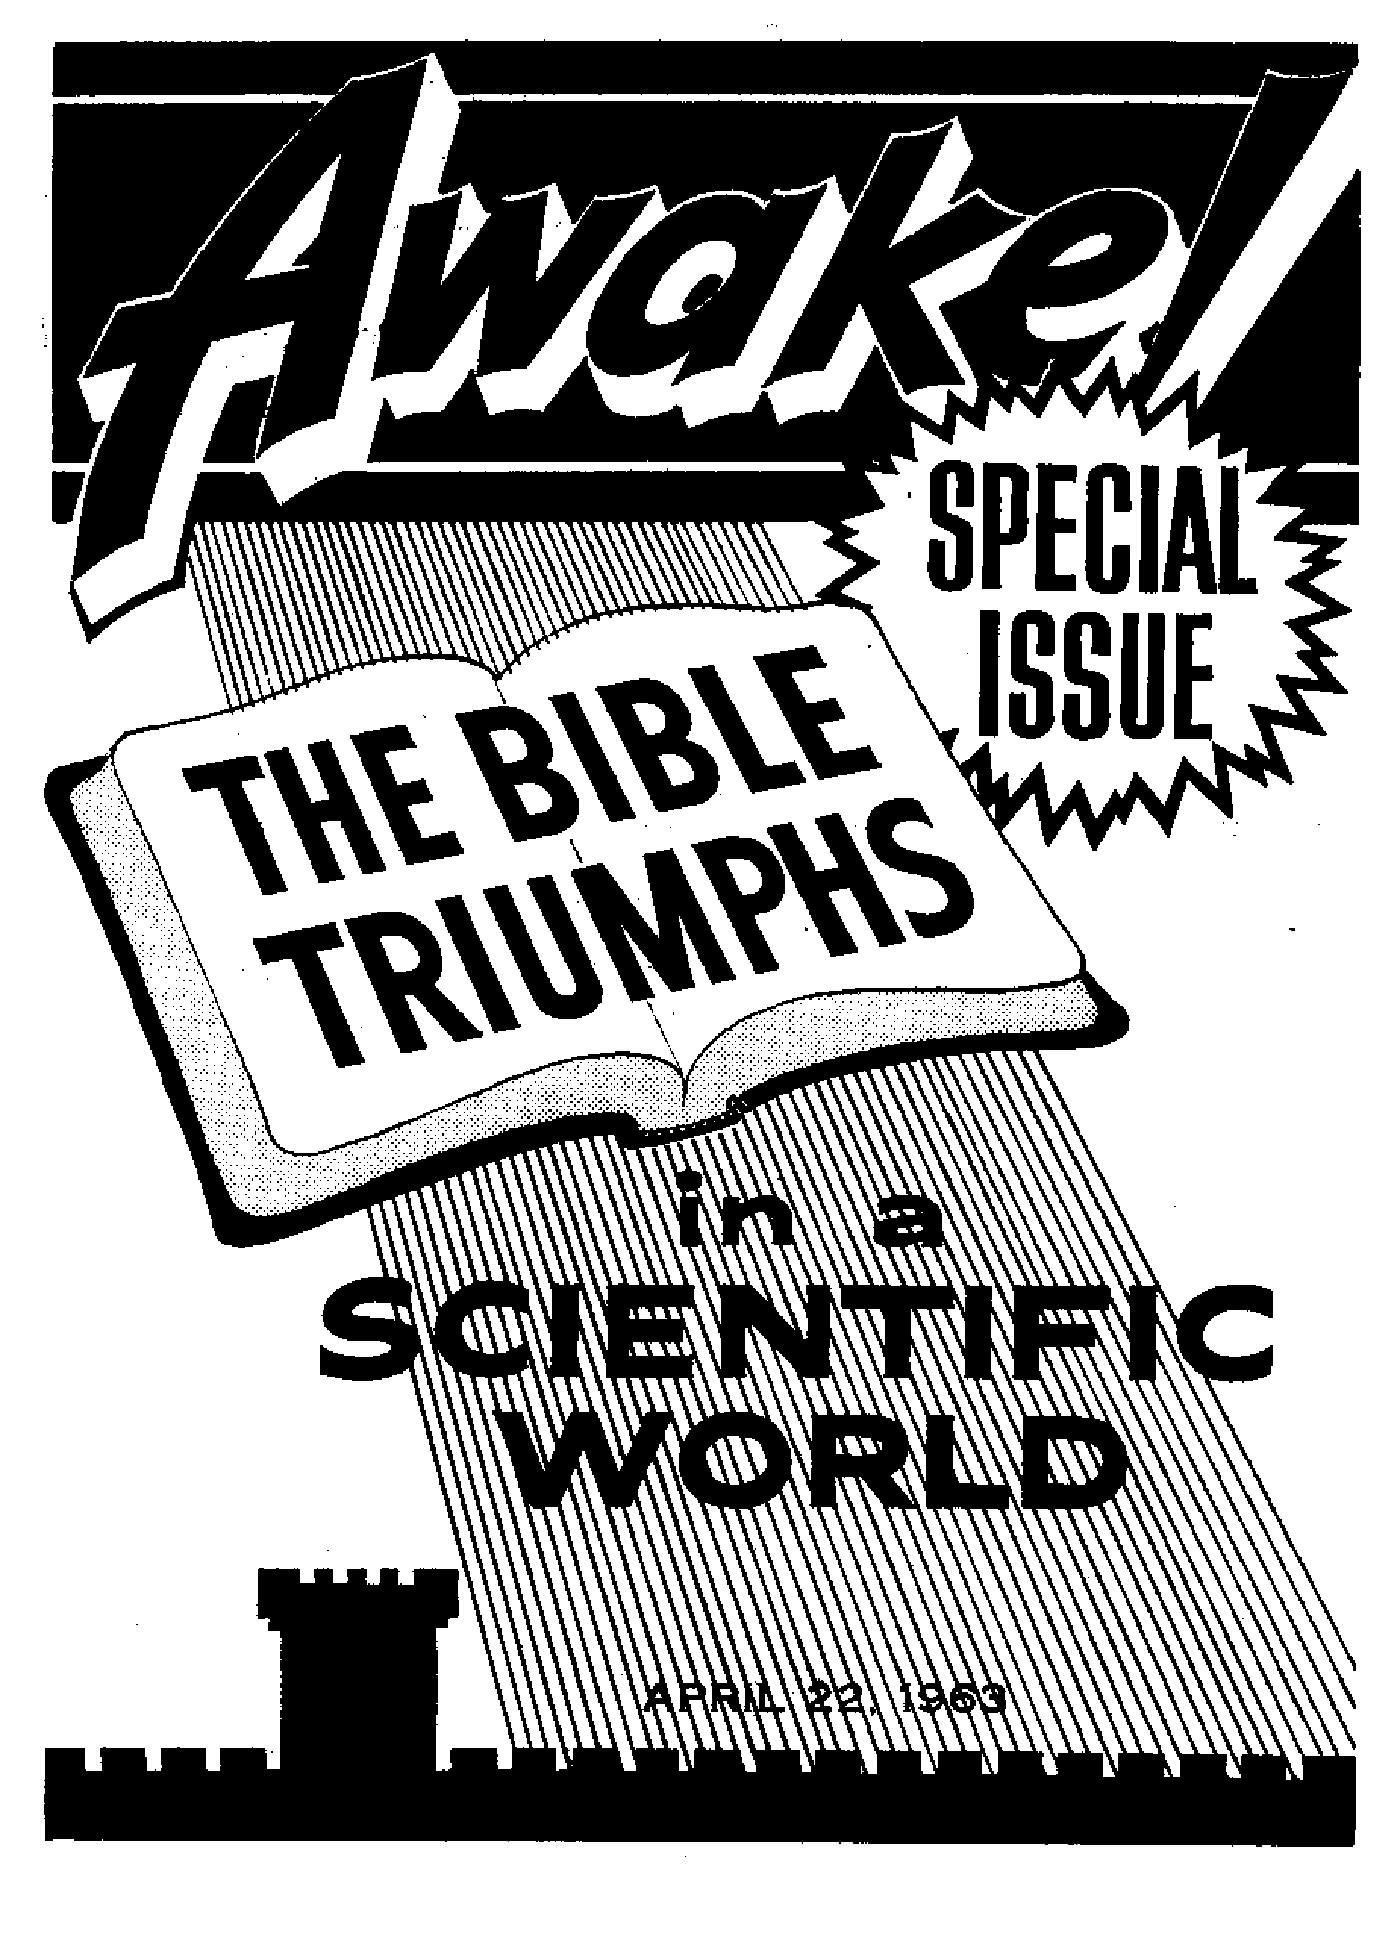 Awake!
SPECIAL
ISSUE
THE BIBLE
TRIUMPHS
in a
SCIENTIFIC
WORLD
APRIL 22, 1963